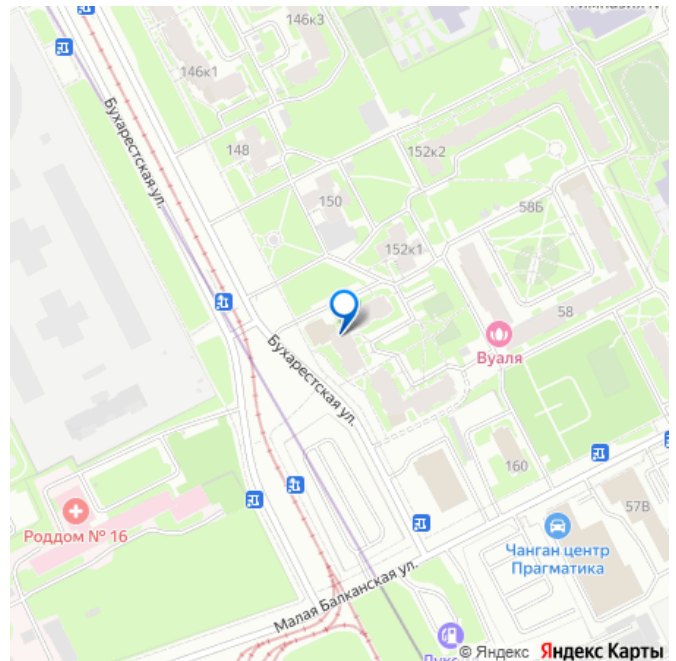 146к3
146к1
Бухарестская ул.
148
152к2
150
58Б
152к1
58
Вуаля
Бухарестская ул.
160
57В
Роддом № 16
Чанган центр
Прагматика
Малая Балканская ул.
© Яндекс Яндекс Карты